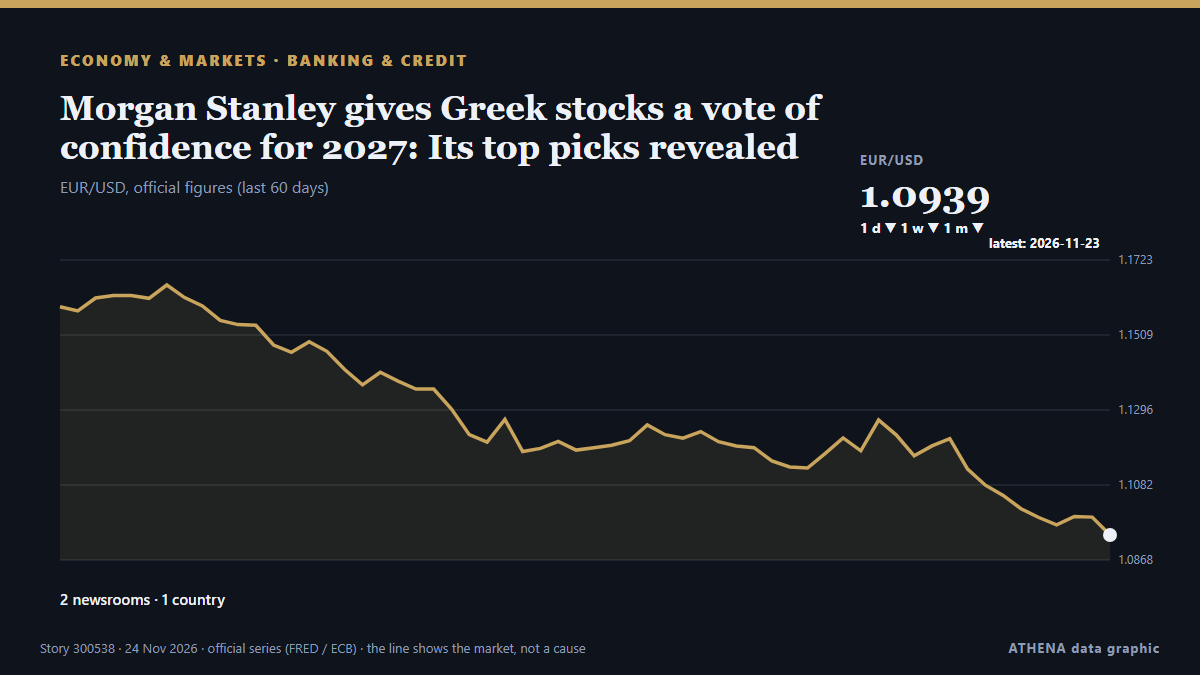 ECONOMY & MARKETS · BANKING & CREDIT
Morgan Stanley gives Greek stocks a vote of
confidence for 2027: Its top picks revealed
EUR/USD, official figures (last 60 days)
EUR/USD
1.0939
1 d ▼ 1 w ▼ 1 m ▼
latest: 2026-11-23
1.1723
1.1509
1.1296
1.1082
1.0868
2 newsrooms · 1 country
Story 300538 · 24 Nov 2026 · official series (FRED / ECB) · the line shows the market, not a cause
ATHENA data graphic